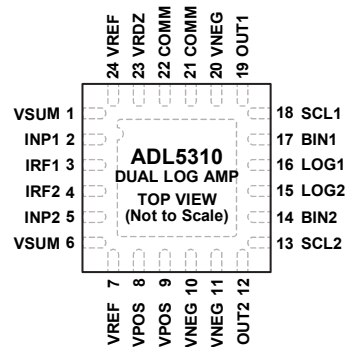 24 VREF
23 VRDZ
22 COMM
21 COMM
20 VNEG
19 OUT1
VSUM 1
INP1 2
IRF1 3
IRF2 4
INP2 5
VSUM 6
ADL5310
DUAL LOG AMP
TOP VIEW
(Not to Scale)
18 SCL1
17 BIN1
16 LOG1
15 LOG2
14 BIN2
13 SCL2
VREF 7
VPOS 8
VPOS 9
VNEG 10
VNEG 11
OUT2 12